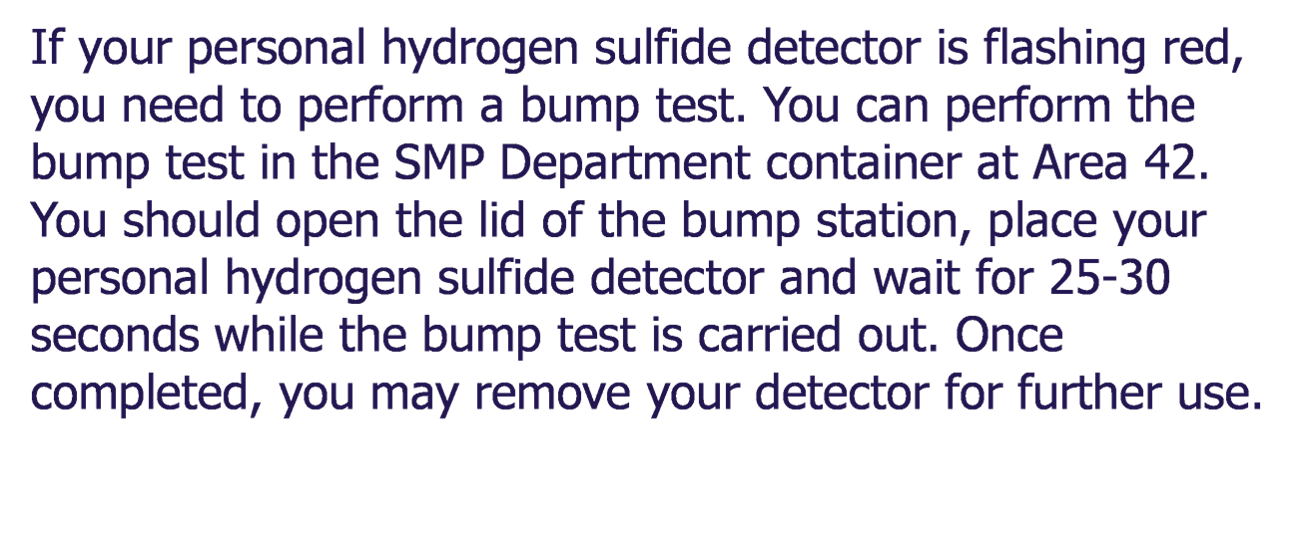 If your personal hydrogen sulfide detector is flashing red,
you need to perform a bump test. You can perform the
bump test in the SMP Department container at Area 42.
You should open the lid of the bump station, place your
personal hydrogen sulfide detector and wait for 25-30
seconds while the bump test is carried out. Once
completed, you may remove your detector for further use.